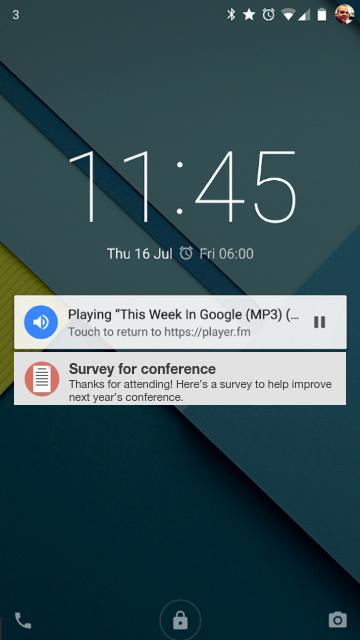 3
11:45
Thu 16 Jul Fri 06:00
Playing “This Week In Google (MP3) (…
Touch to return to https://player.fm
Survey for conference
Thanks for attending! Here's a survey to help improve
next year's conference.